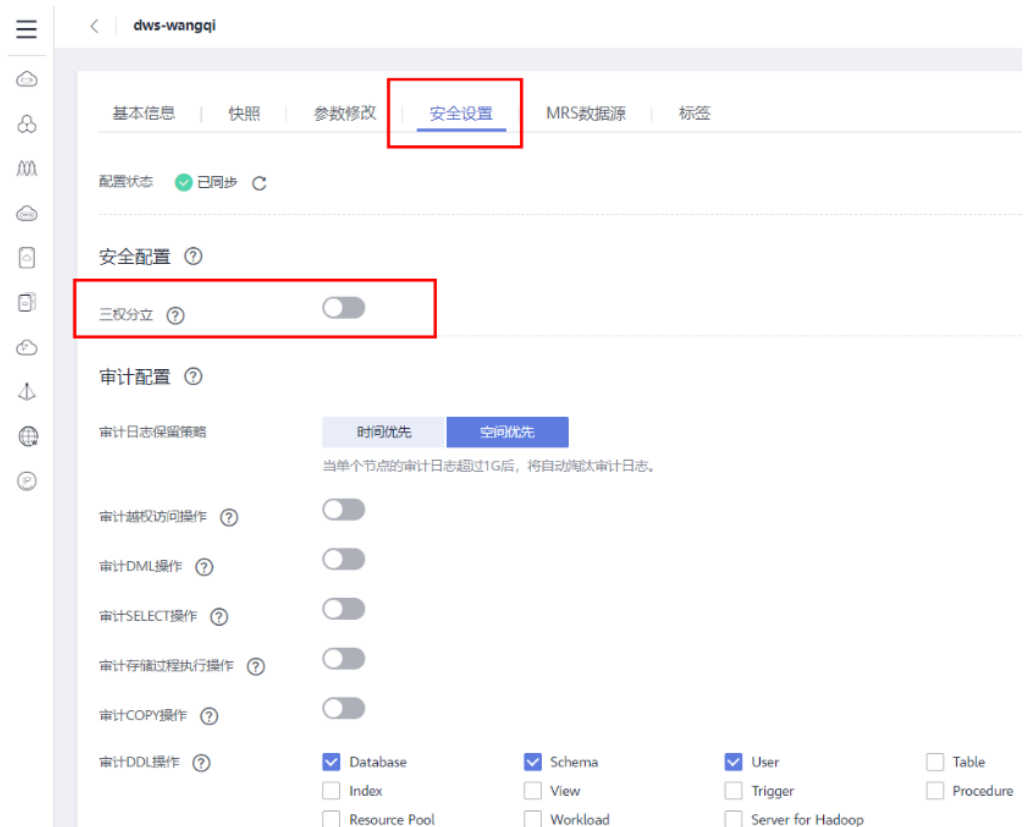 dws-wangqi
基本信息 快照 参数修改 安全设置 MRS数据源 标签
配置状态 已同步
安全配置
三权分立
审计配置
审计日志保留策略 时间优先 空间优先
当单个节点的审计日志超过1G后，将自动淘汰审计日志。
审计越权访问操作
审计DML操作
审计SELECT操作
审计存储过程执行操作
审计COPY操作
审计DDL操作 Database Schema User Table
Index View Trigger Procedure
Resource Pool Workload Server for Hadoop